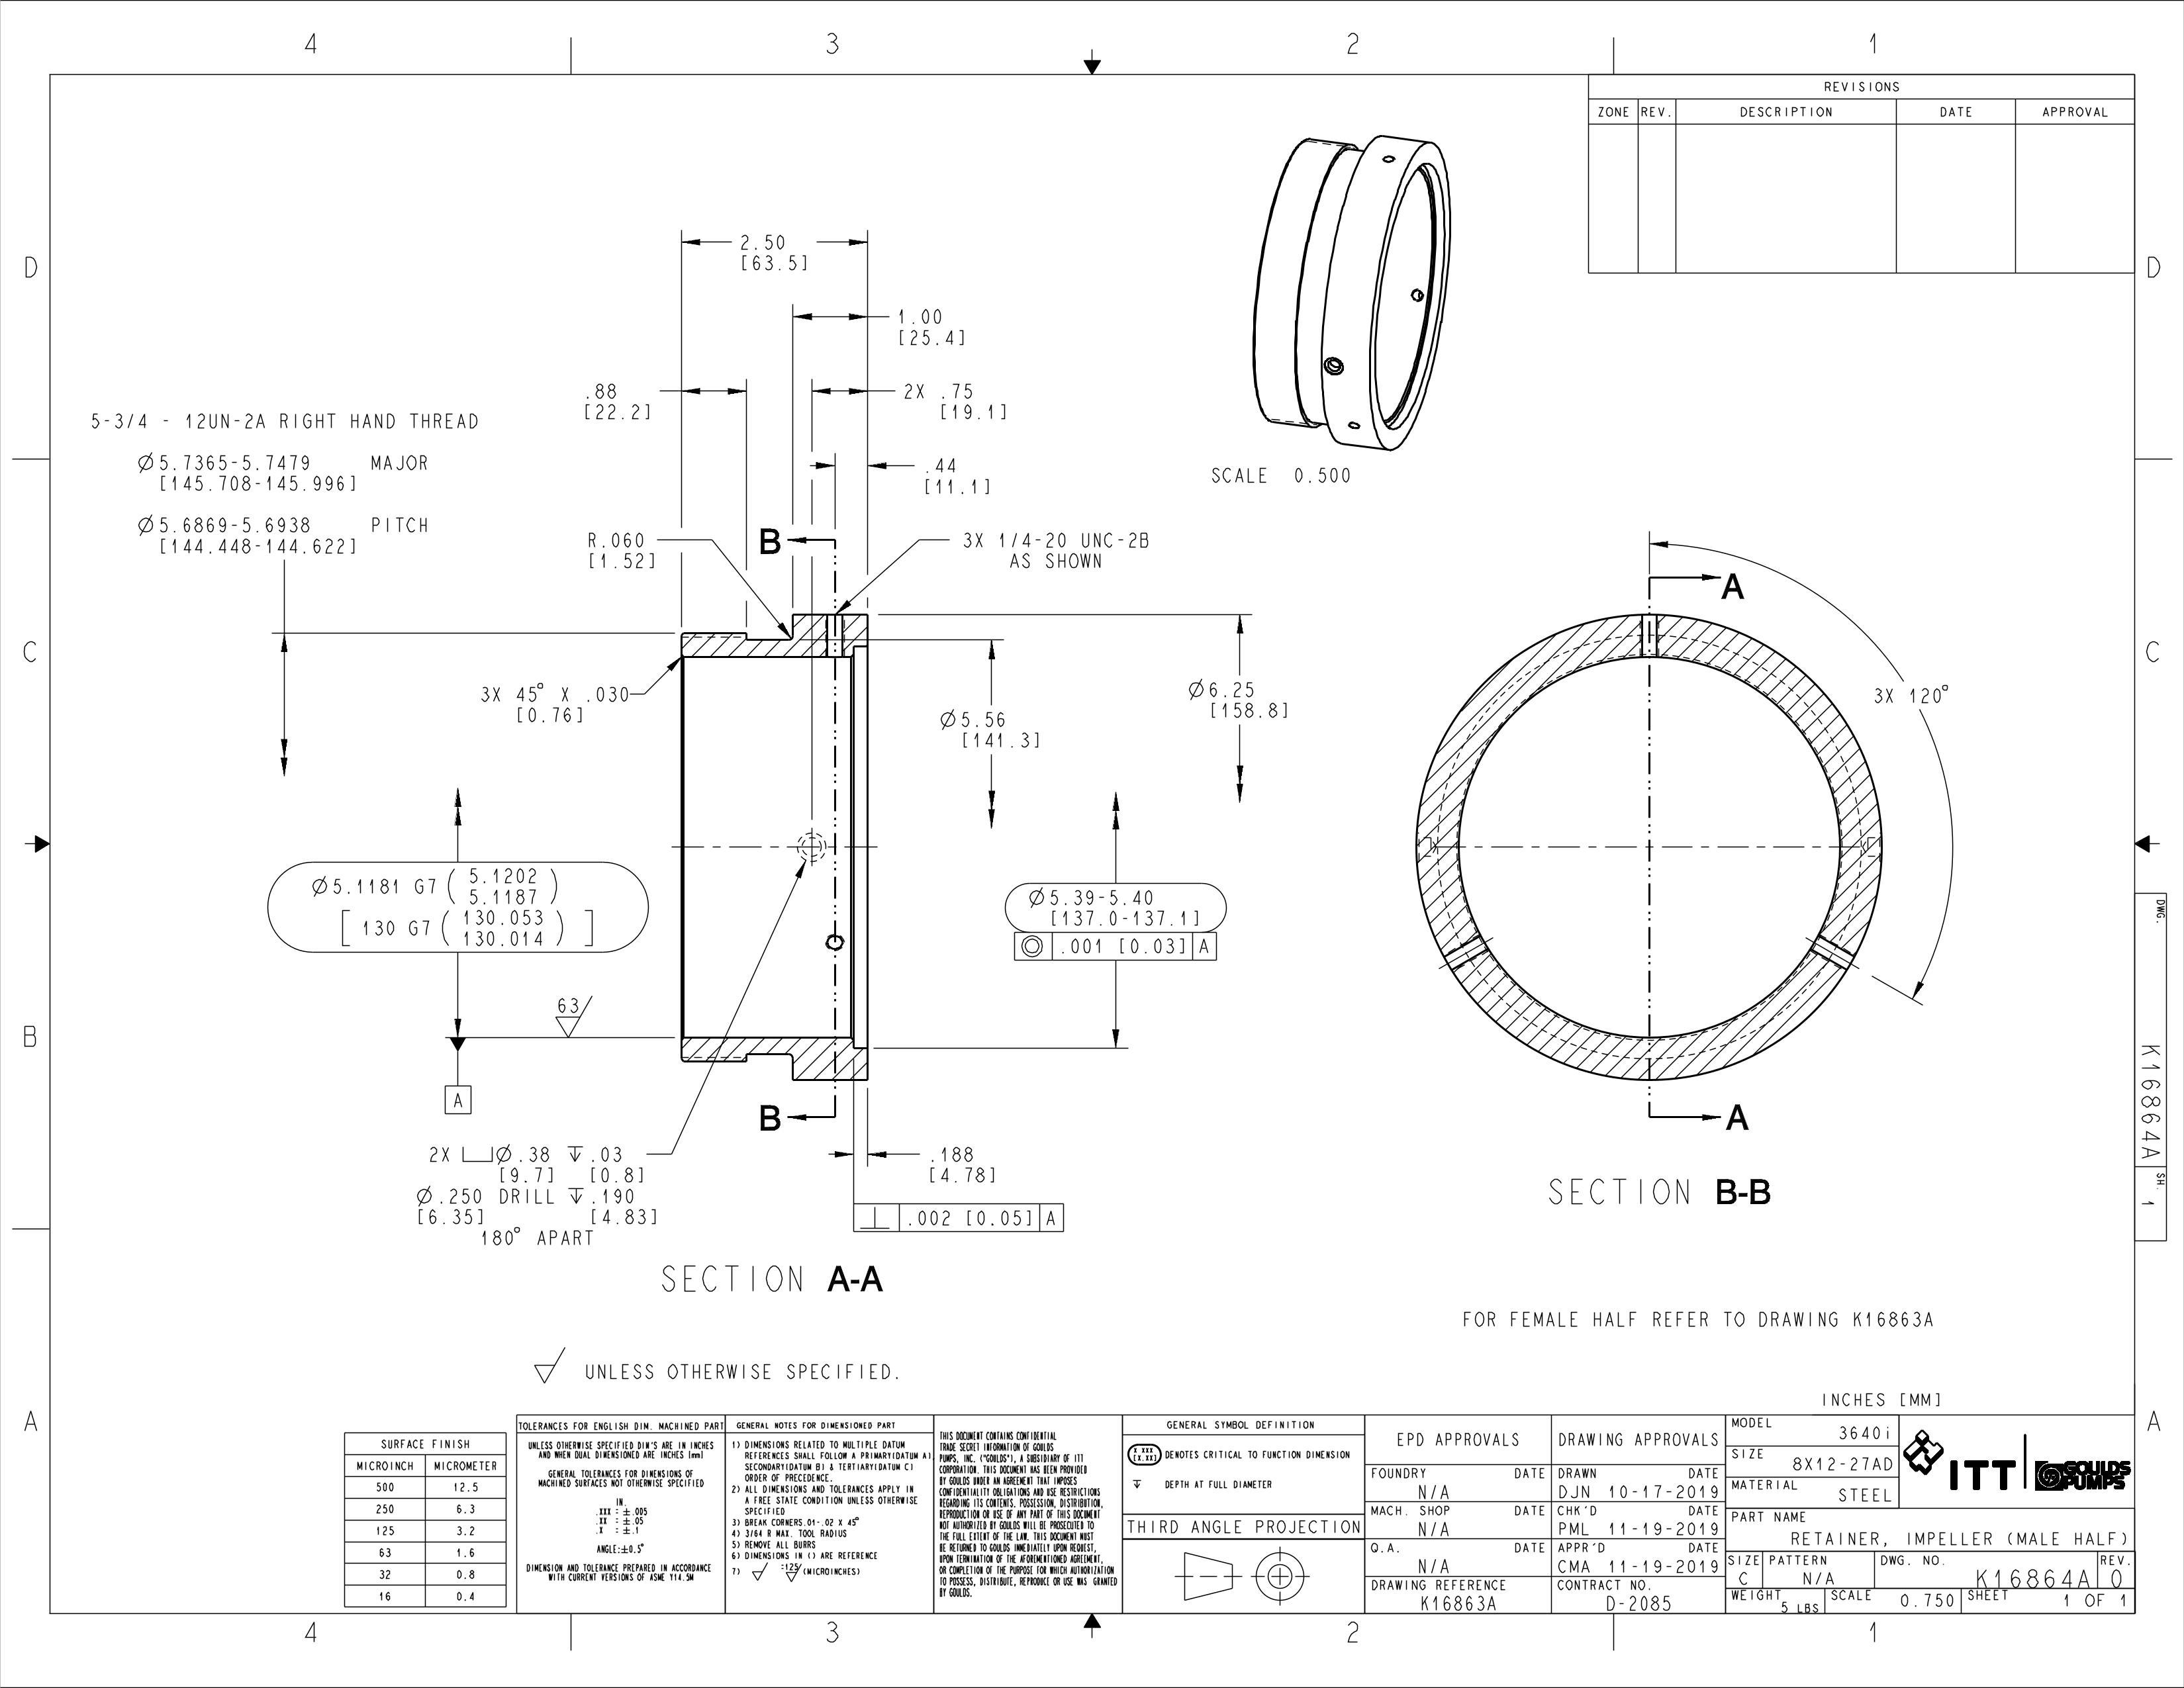 4 3 2 1
REVISIONS
ZONE REV. DESCRIPTION DATE APPROVAL
D D
2.50
[63.5]
1.00
[25.4]
.88
[22.2]
2X .75
[19.1]
5-3/4 - 12UN-2A RIGHT HAND THREAD
Ø5.7365-5.7479 MAJOR
[145.708-145.996]
Ø5.6869-5.6938 PITCH
[144.448-144.622]
.44
[11.1]
SCALE 0.500
R.060
[1.52]
B
3X 1/4-20 UNC-2B
AS SHOWN
A
C C
3X 45° X .030
[0.76]
Ø5.56
[141.3]
Ø6.25
[158.8]
3X 120°
Ø5.1181 G7 (5.1202
5.1187)
[130 G7 (130.053
130.014)]
Ø5.39-5.40
[137.0-137.1]
◎ .001 [0.03] A
63
B B
A
B
A
2X ⌴Ø.38 ↧.03
[9.7] [0.8]
Ø.250 DRILL ↧.190
[6.35] [4.83]
180° APART
.188
[4.78]
⊥ .002 [0.05] A
SECTION A-A
SECTION B-B
DWG. K16864A SH. 1
FOR FEMALE HALF REFER TO DRAWING K16863A
UNLESS OTHERWISE SPECIFIED.
INCHES [MM]
A A
SURFACE FINISH
MICROINCH MICROMETER
500 12.5
250 6.3
125 3.2
63 1.6
32 0.8
16 0.4
TOLERANCES FOR ENGLISH DIM. MACHINED PART
UNLESS OTHERWISE SPECIFIED DIM'S ARE IN INCHES
AND WHEN DUAL DIMENSIONED ARE INCHES [mm]
GENERAL TOLERANCES FOR DIMENSIONS OF
MACHINED SURFACES NOT OTHERWISE SPECIFIED
IN.
.XXX : ±.005
.XX : ±.05
.X : ±.1
ANGLE:±0.5°
DIMENSION AND TOLERANCE PREPARED IN ACCORDANCE
WITH CURRENT VERSIONS OF ASME Y14.5M
GENERAL NOTES FOR DIMENSIONED PART
1) DIMENSIONS RELATED TO MULTIPLE DATUM
REFERENCES SHALL FOLLOW A PRIMARY(DATUM A)
SECONDARY(DATUM B) & TERTIARY(DATUM C)
ORDER OF PRECEDENCE.
2) ALL DIMENSIONS AND TOLERANCES APPLY IN
A FREE STATE CONDITION UNLESS OTHERWISE
SPECIFIED
3) BREAK CORNERS.01-.02 X 45°
4) 3/64 R MAX. TOOL RADIUS
5) REMOVE ALL BURRS
6) DIMENSIONS IN () ARE REFERENCE
7) =125 (MICROINCHES)
THIS DOCUMENT CONTAINS CONFIDENTIAL
TRADE SECRET INFORMATION OF GOULDS
PUMPS, INC. ("GOULDS"), A SUBSIDIARY OF ITT
CORPORATION. THIS DOCUMENT HAS BEEN PROVIDED
BY GOULDS UNDER AN AGREEMENT THAT IMPOSES
CONFIDENTIALITY OBLIGATIONS AND USE RESTRICTIONS
REGARDING ITS CONTENTS. POSSESSION, DISTRIBUTION,
REPRODUCTION OR USE OF ANY PART OF THIS DOCUMENT
NOT AUTHORIZED BY GOULDS WILL BE PROSECUTED TO
THE FULL EXTENT OF THE LAW. THIS DOCUMENT MUST
BE RETURNED TO GOULDS IMMEDIATELY UPON REQUEST,
UPON TERMINATION OF THE AFOREMENTIONED AGREEMENT,
OR COMPLETION OF THE PURPOSE FOR WHICH AUTHORIZATION
TO POSSESS, DISTRIBUTE, REPRODUCE OR USE WAS GRANTED
BY GOULDS.
GENERAL SYMBOL DEFINITION
X.XXX
[X.XX] DENOTES CRITICAL TO FUNCTION DIMENSION
↧ DEPTH AT FULL DIAMETER
THIRD ANGLE PROJECTION
EPD APPROVALS
FOUNDRY DATE
N/A
MACH. SHOP DATE
N/A
Q.A. DATE
N/A
DRAWING REFERENCE
K16863A
DRAWING APPROVALS
DRAWN DATE
DJN 10-17-2019
CHK'D DATE
PML 11-19-2019
APPR'D DATE
CMA 11-19-2019
CONTRACT NO.
D-2085
MODEL
3640i
SIZE
8X12-27AD
MATERIAL
STEEL
ITT
GOULDS
PUMPS
PART NAME
RETAINER, IMPELLER (MALE HALF)
SIZE PATTERN DWG. NO. REV.
C N/A K16864A 0
WEIGHT 5 LBS SCALE 0.750 SHEET 1 OF 1
4 3 2 1